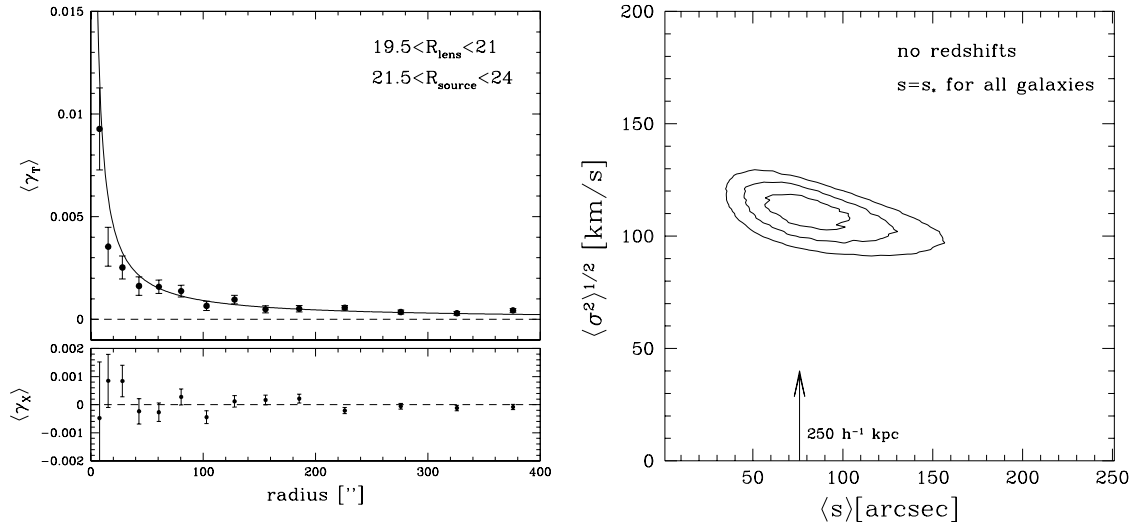 0.015
0.01
0.005
0
⟨γ_T⟩
19.5<R_lens<21
21.5<R_source<24
0.002
0.001
0
−0.001
−0.002
⟨γ_X⟩
0 100 200 300 400
radius [’’]
200
150
100
50
0
⟨σ²⟩^1/2 [km/s]
no redshifts
s=s_* for all galaxies
250 h⁻¹ kpc
50 100 150 200 250
⟨s⟩[arcsec]